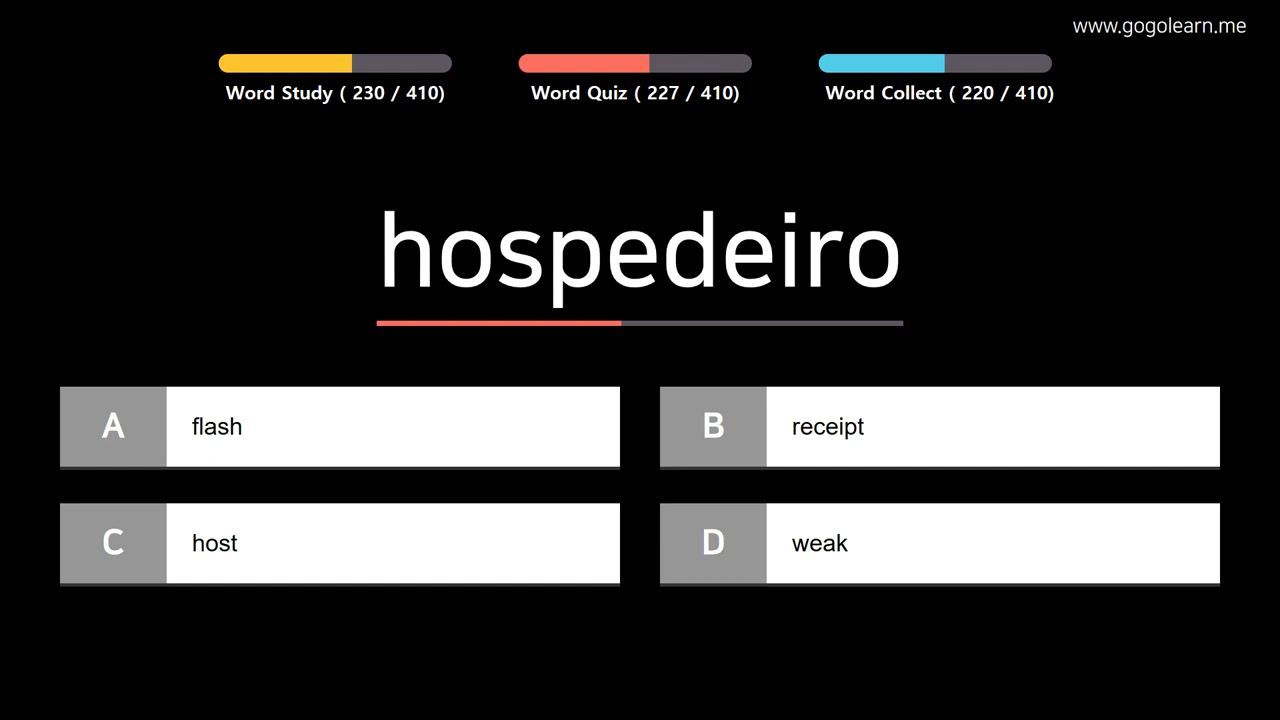 www.gogolearn.me
Word Study ( 230 / 410)
Word Quiz ( 227 / 410)
Word Collect ( 220 / 410)
hospedeiro
A flash
B receipt
C host
D weak